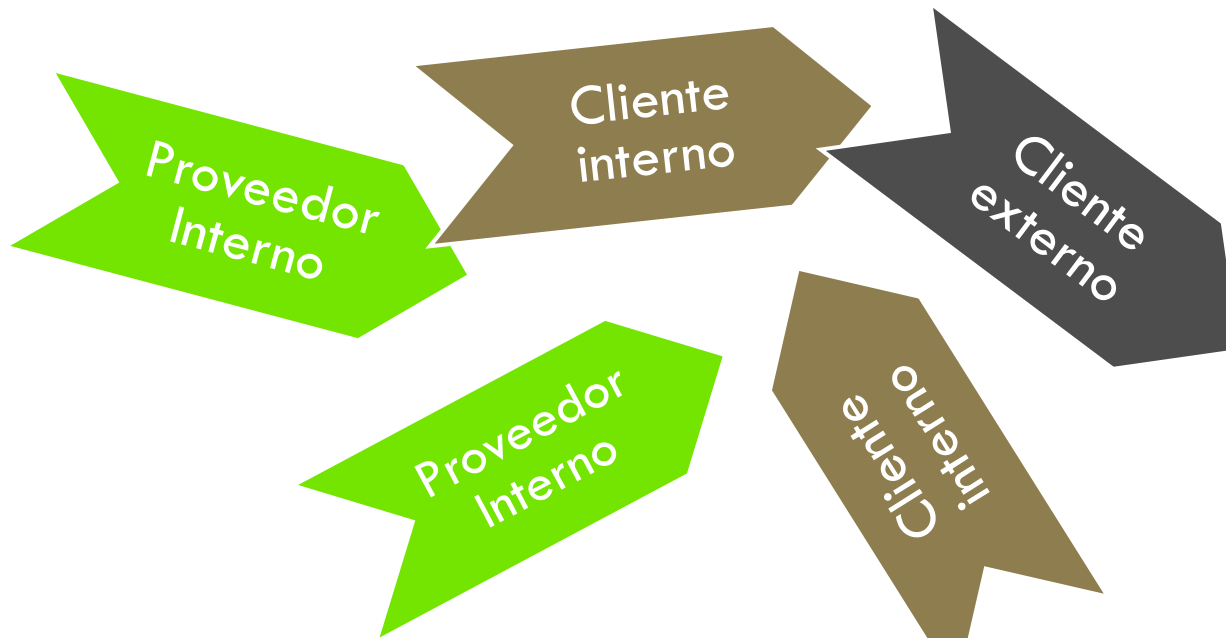 Proveedor
Interno
Cliente
interno
Cliente
externo
Proveedor
Interno
Cliente
interno